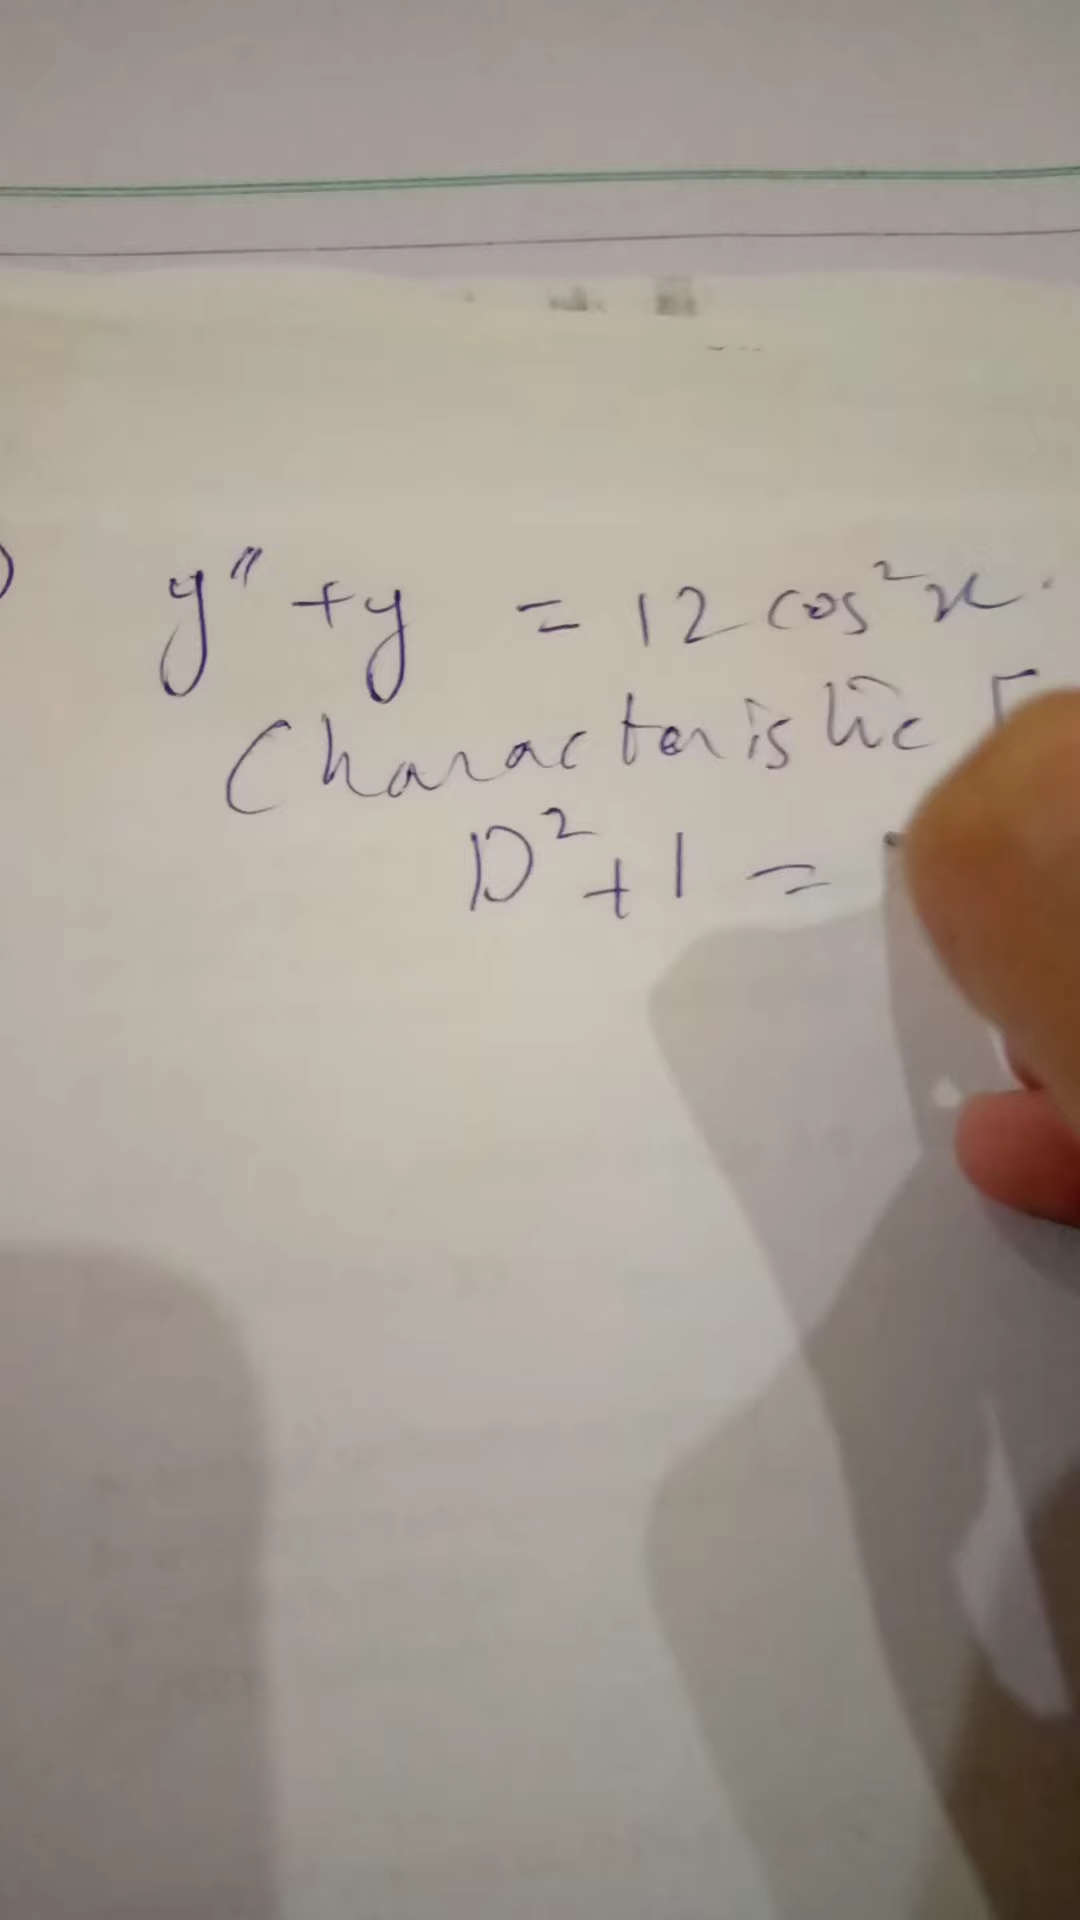 )
y" + y = 12 cos²x.
Characteristic
D² + 1 =